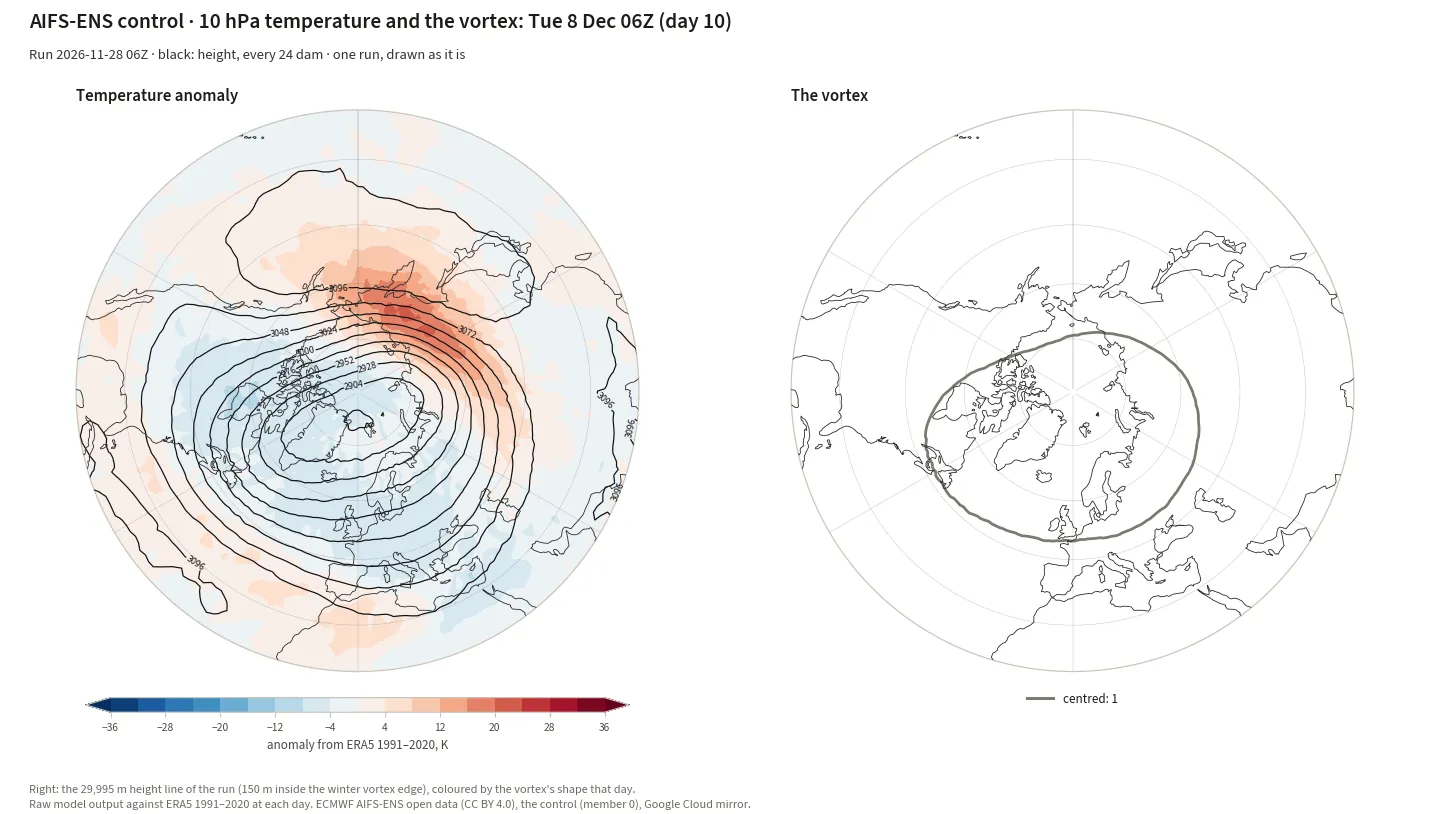 AIFS-ENS control · 10 hPa temperature and the vortex: Tue 8 Dec 06Z (day 10)
Run 2026-11-28 06Z · black: height, every 24 dam · one run, drawn as it is
Temperature anomaly
The vortex
3096
3048
3024
3072
3000
2952
2928
2904
3096
3096
3096
3096
−36
−28
−20
−12
−4
4
12
20
28
36
anomaly from ERA5 1991–2020, K
centred: 1
Right: the 29,995 m height line of the run (150 m inside the winter vortex edge), coloured by the vortex's shape that day.
Raw model output against ERA5 1991–2020 at each day. ECMWF AIFS-ENS open data (CC BY 4.0), the control (member 0), Google Cloud mirror.